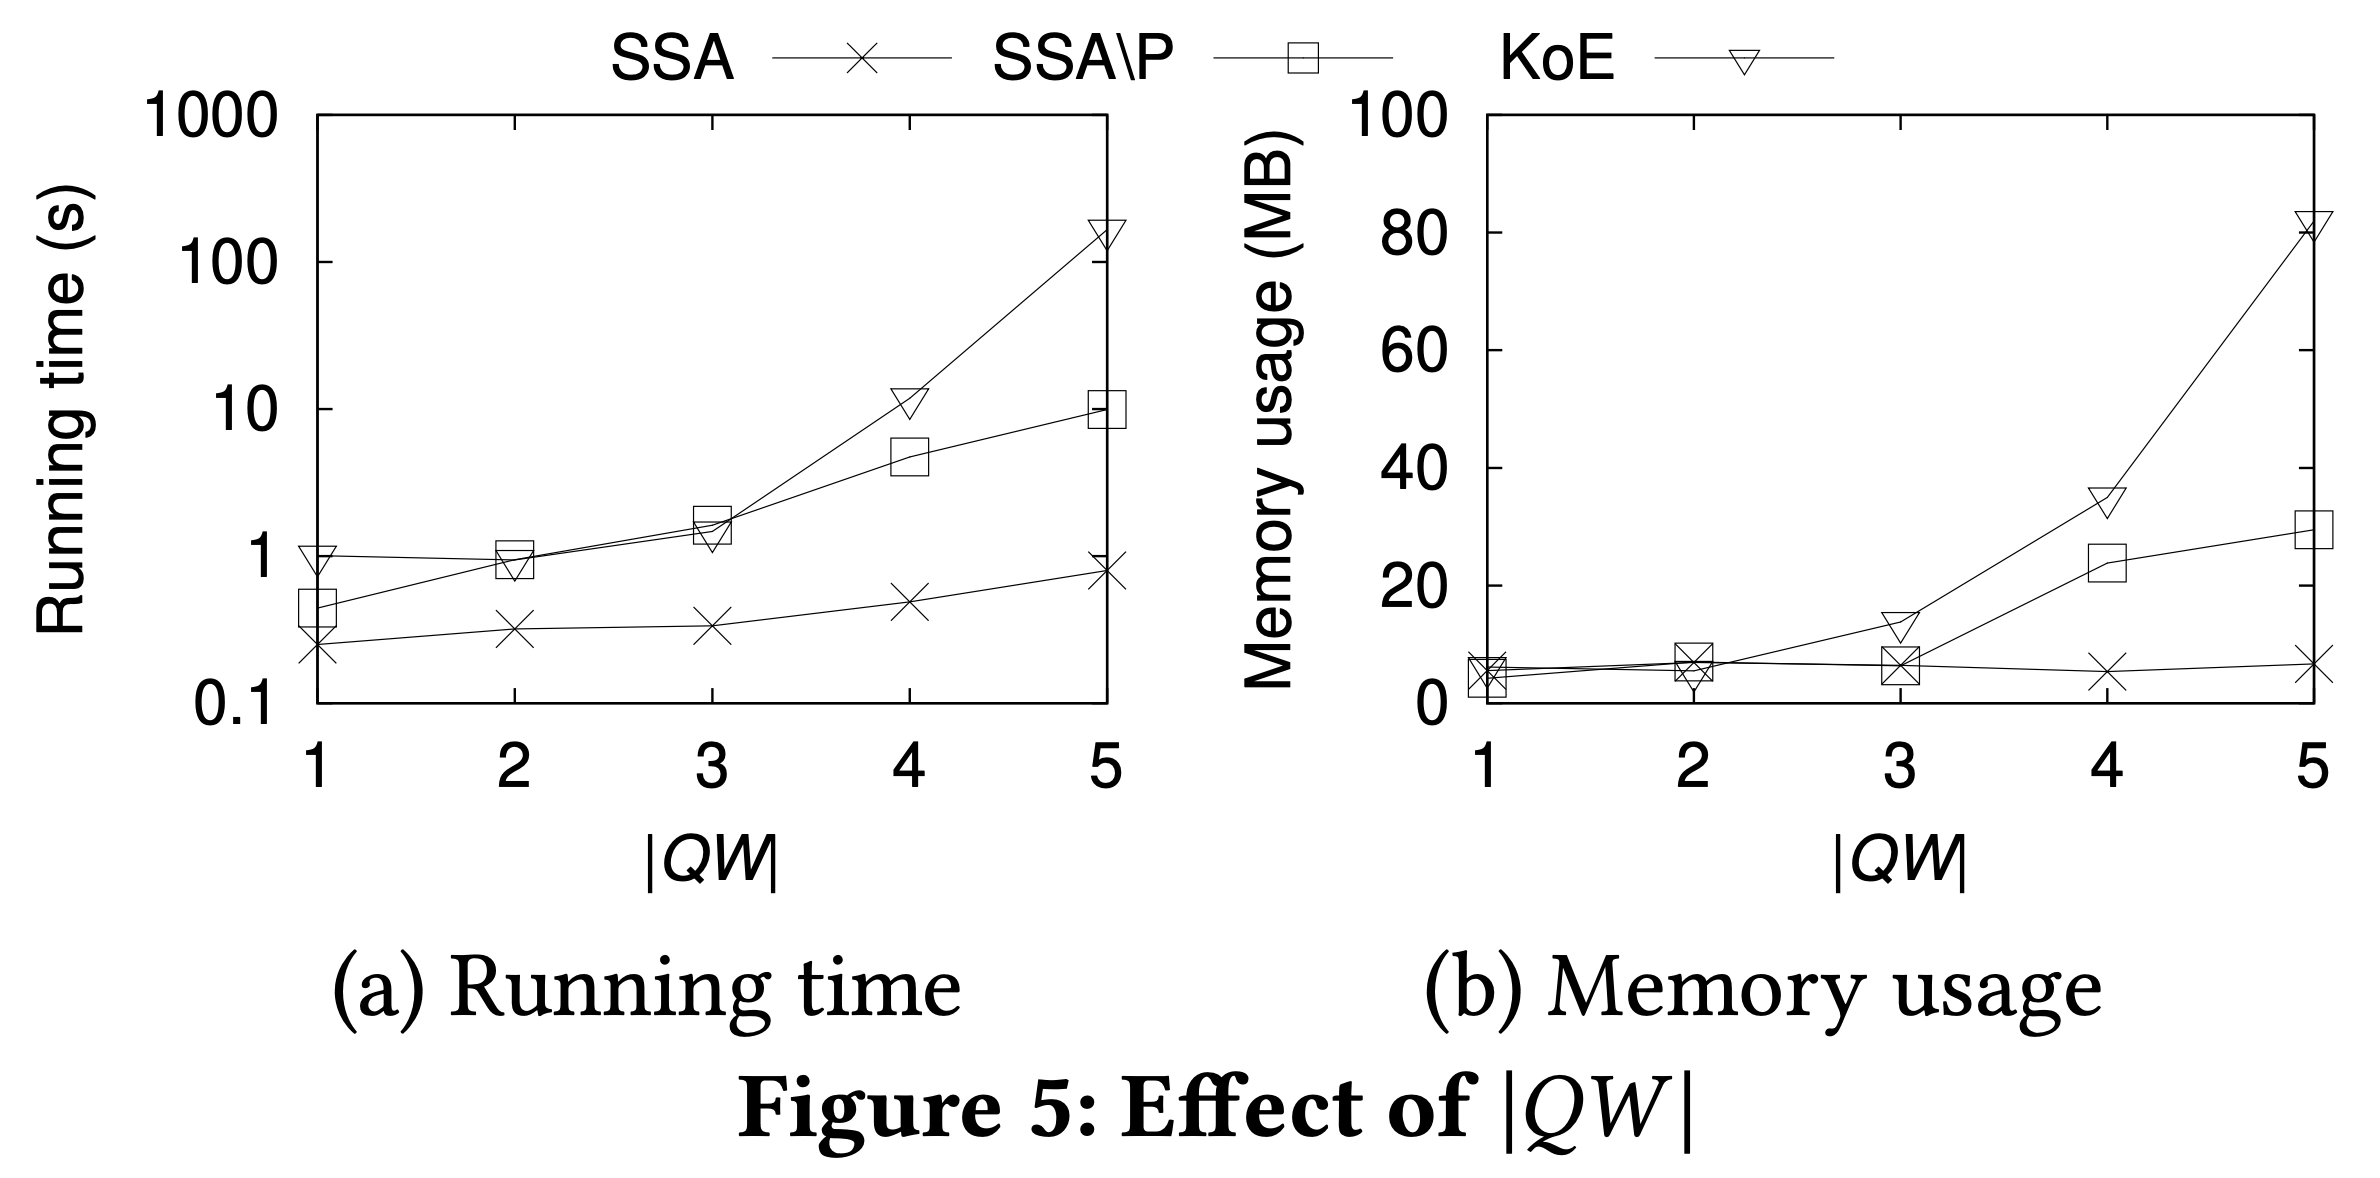 SSA SSA\P KoE
Running time (s)
1000
100
10
1
0.1
1 2 3 4 5
|QW|
Memory usage (MB)
100
80
60
40
20
0
1 2 3 4 5
|QW|
(a) Running time
(b) Memory usage
Figure 5: Effect of |QW|